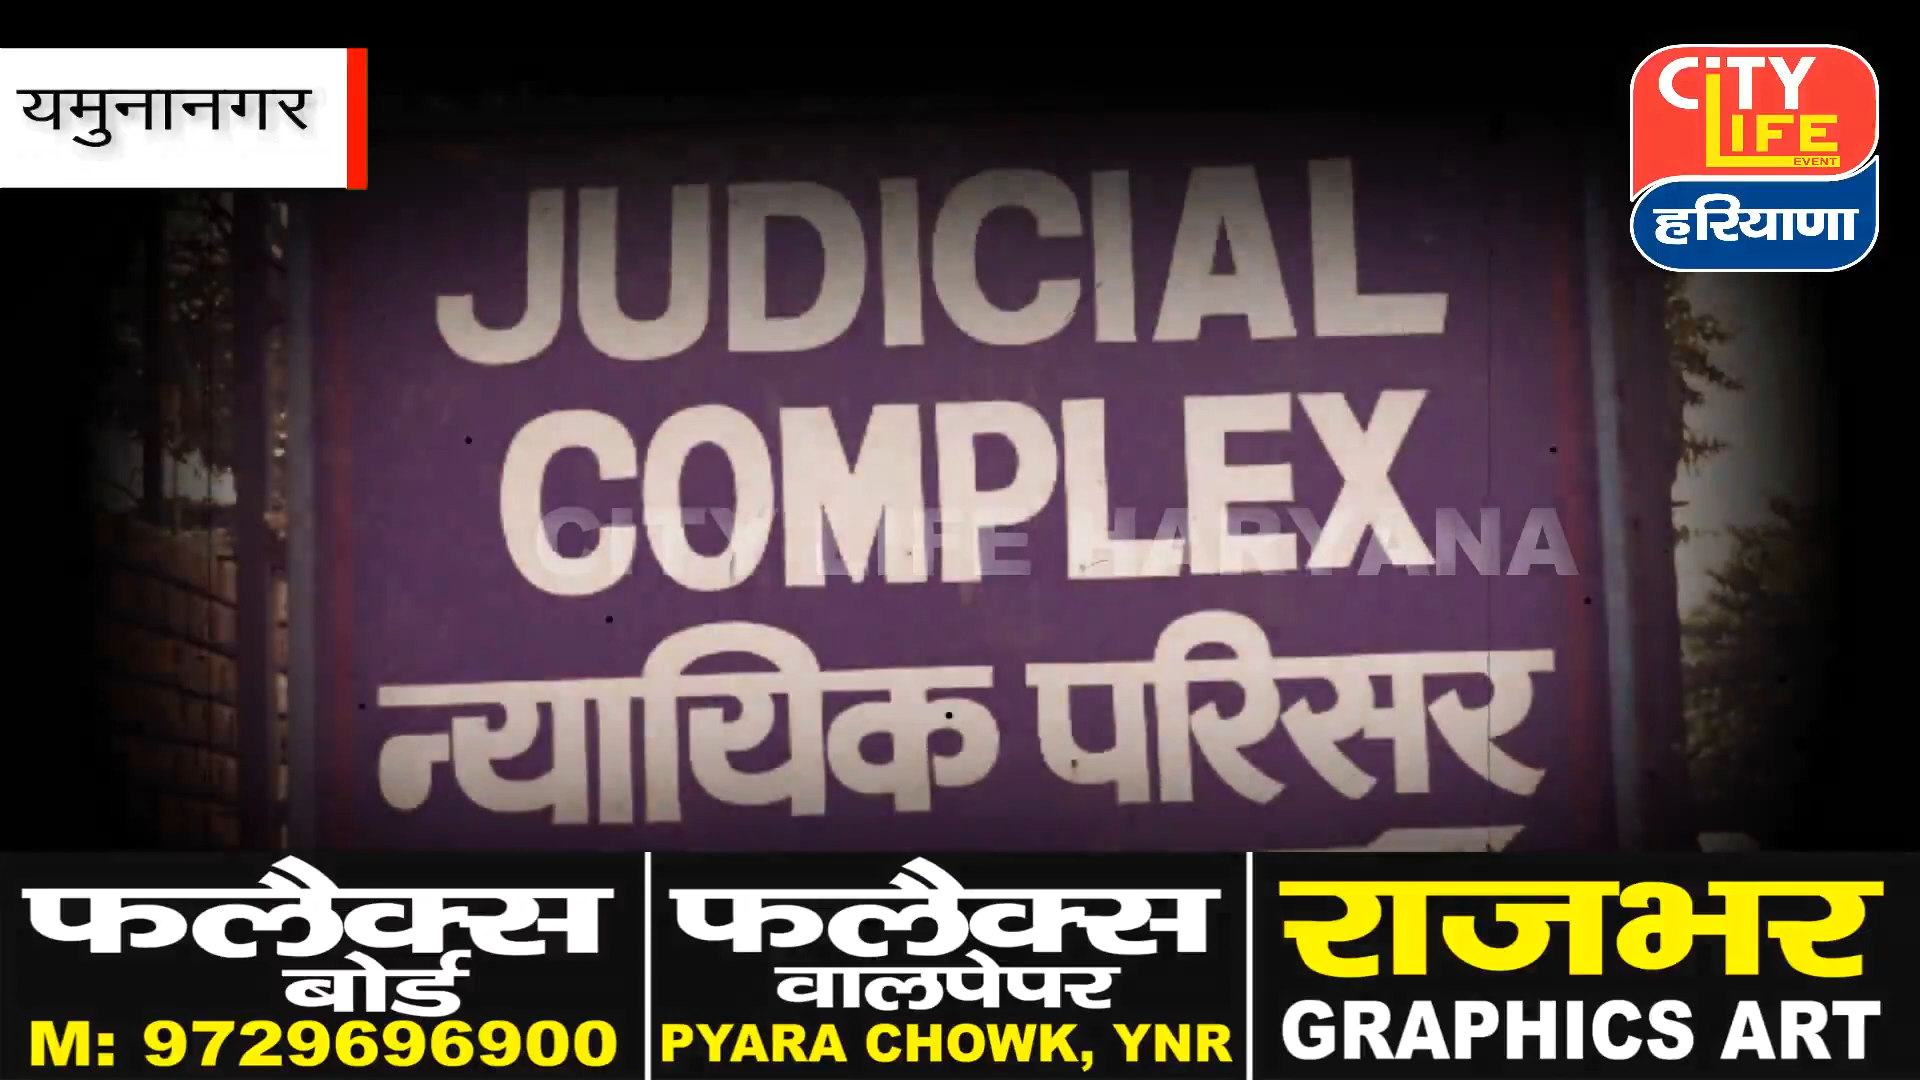 यमुनानगर
CiTY
LIFE
EVENT
हरियाणा
JUDICIAL
COMPLEX
CITY LIFE HARYANA
न्यायिक परिसर
फलैक्स
बोर्ड
M: 9729696900
फलैक्स
वालपेपर
PYARA CHOWK, YNR
राजभर
GRAPHICS ART